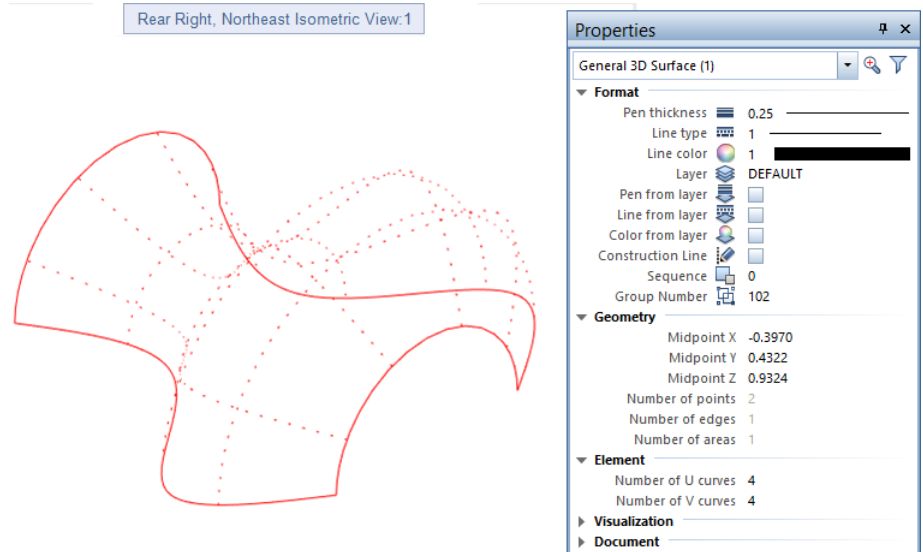 Rear Right, Northeast Isometric View:1
Properties
General 3D Surface (1)
Format
Pen thickness 0.25
Line type 1
Line color 1
Layer DEFAULT
Pen from layer
Line from layer
Color from layer
Construction Line
Sequence 0
Group Number 102
Geometry
Midpoint X -0.3970
Midpoint Y 0.4322
Midpoint Z 0.9324
Number of points 2
Number of edges 1
Number of areas 1
Element
Number of U curves 4
Number of V curves 4
Visualization
Document